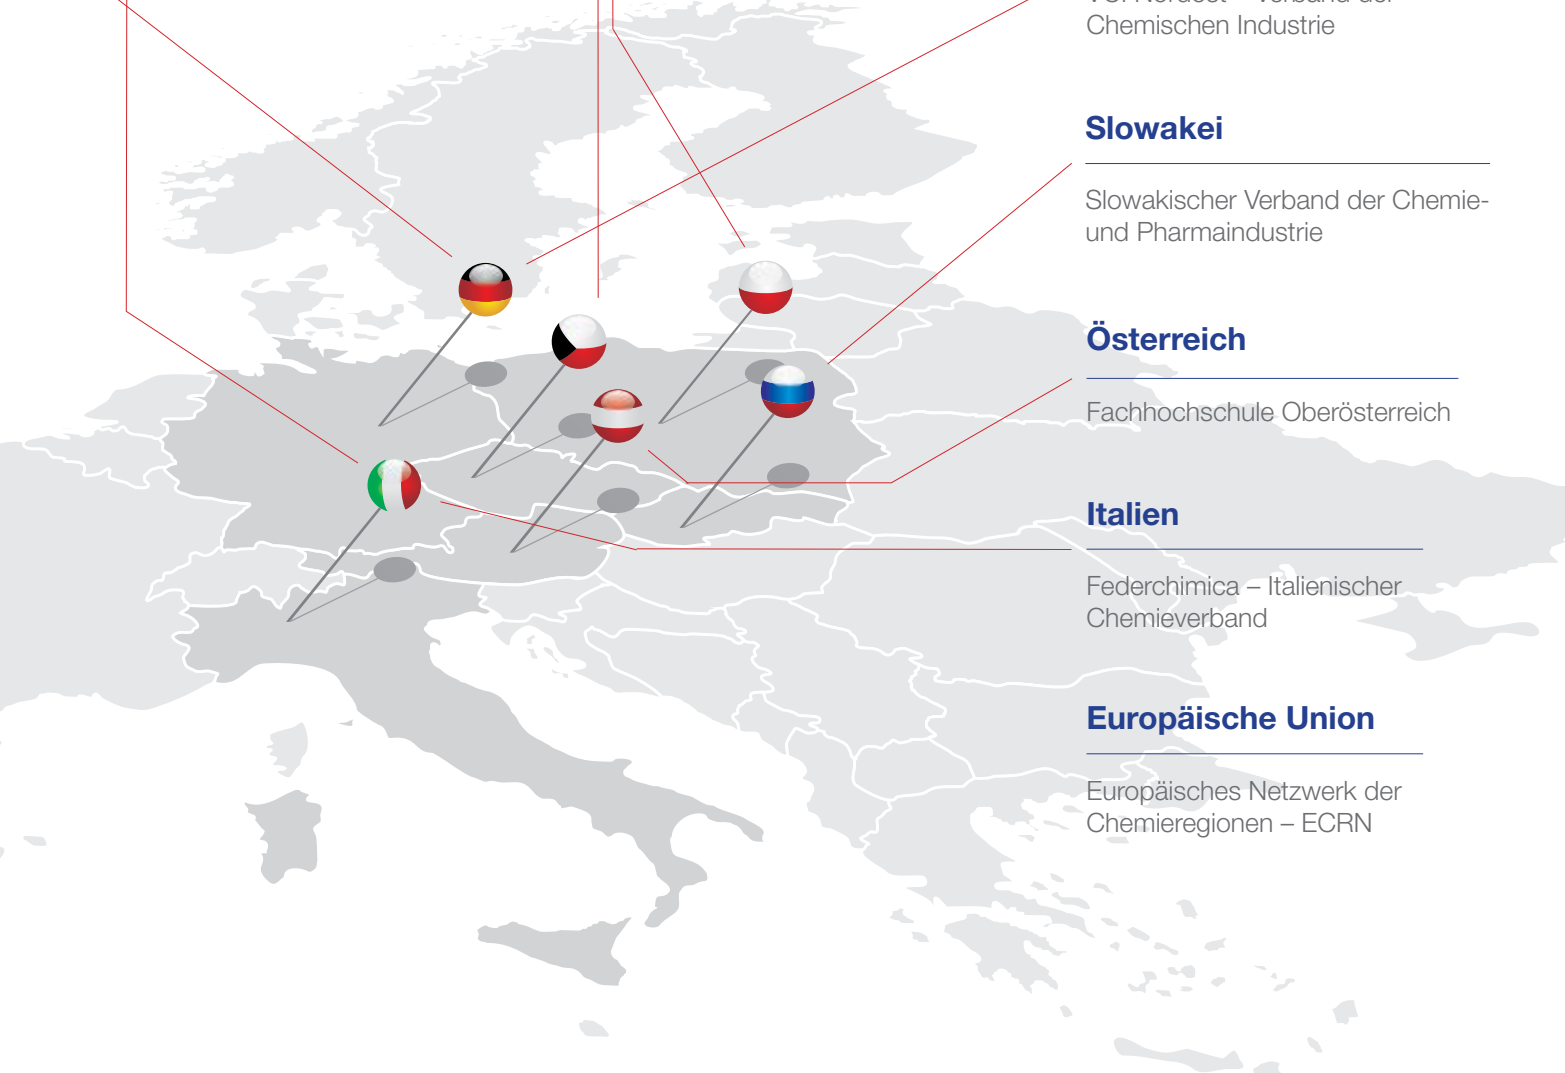 Chemischen Industrie
Slowakei
Slowakischer Verband der Chemie-
und Pharmaindustrie
Österreich
Fachhochschule Oberösterreich
Italien
Federchimica – Italienischer
Chemieverband
Europäische Union
Europäisches Netzwerk der
Chemieregionen – ECRN